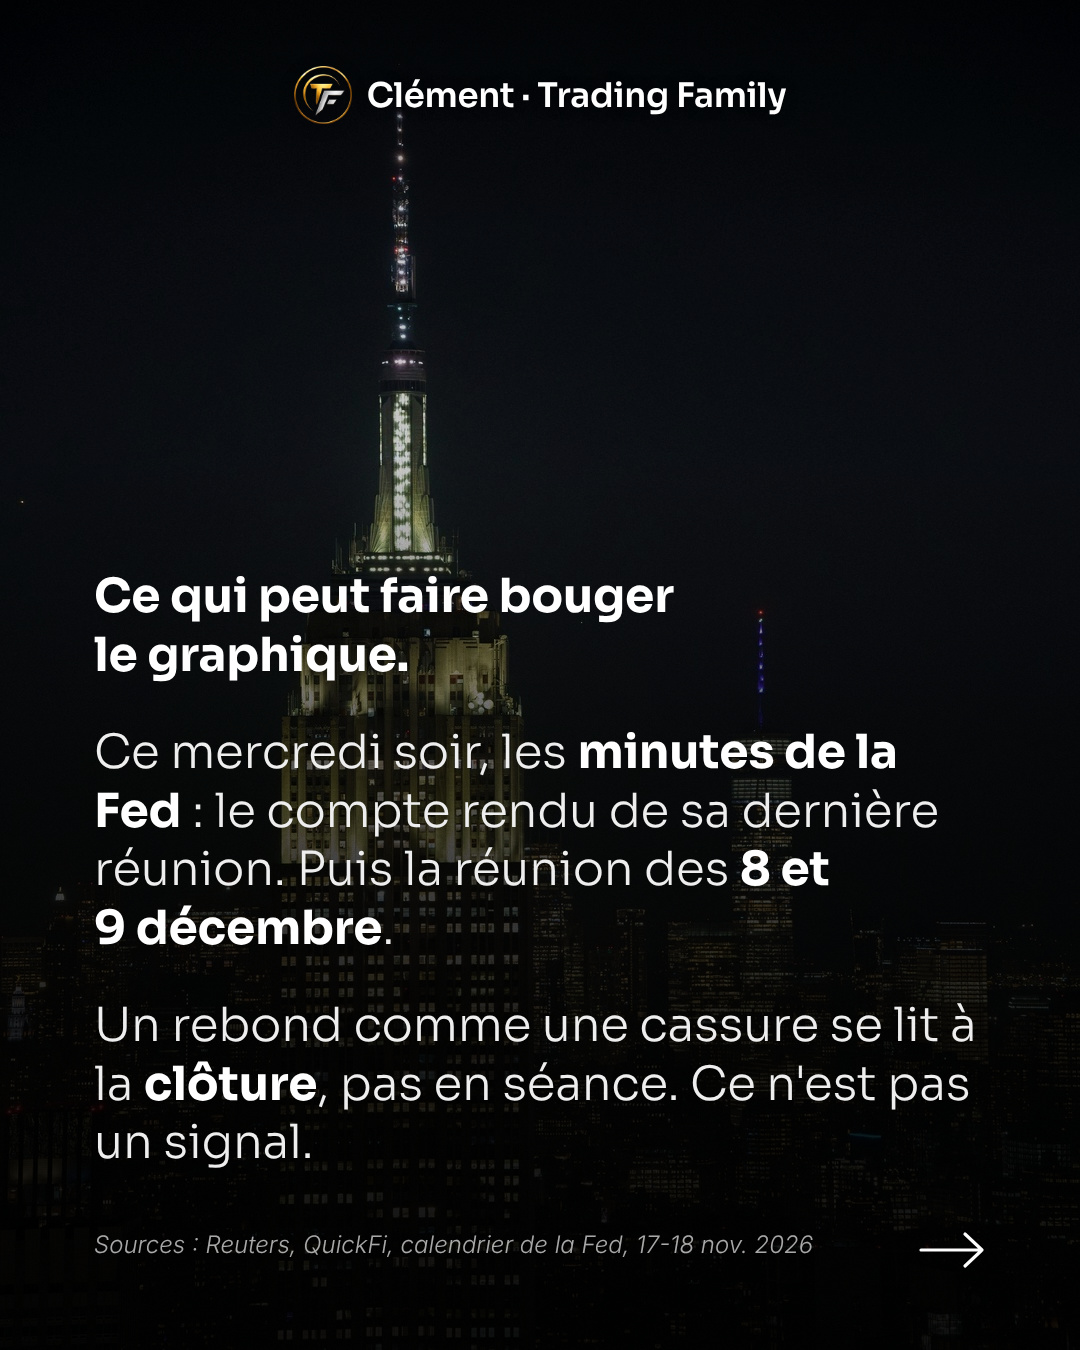 TF Clément · Trading Family
Ce qui peut faire bouger
le graphique.
Ce mercredi soir, les minutes de la
Fed : le compte rendu de sa dernière
réunion. Puis la réunion des 8 et
9 décembre.
Un rebond comme une cassure se lit à
la clôture, pas en séance. Ce n'est pas
un signal.
Sources : Reuters, QuickFi, calendrier de la Fed, 17-18 nov. 2026